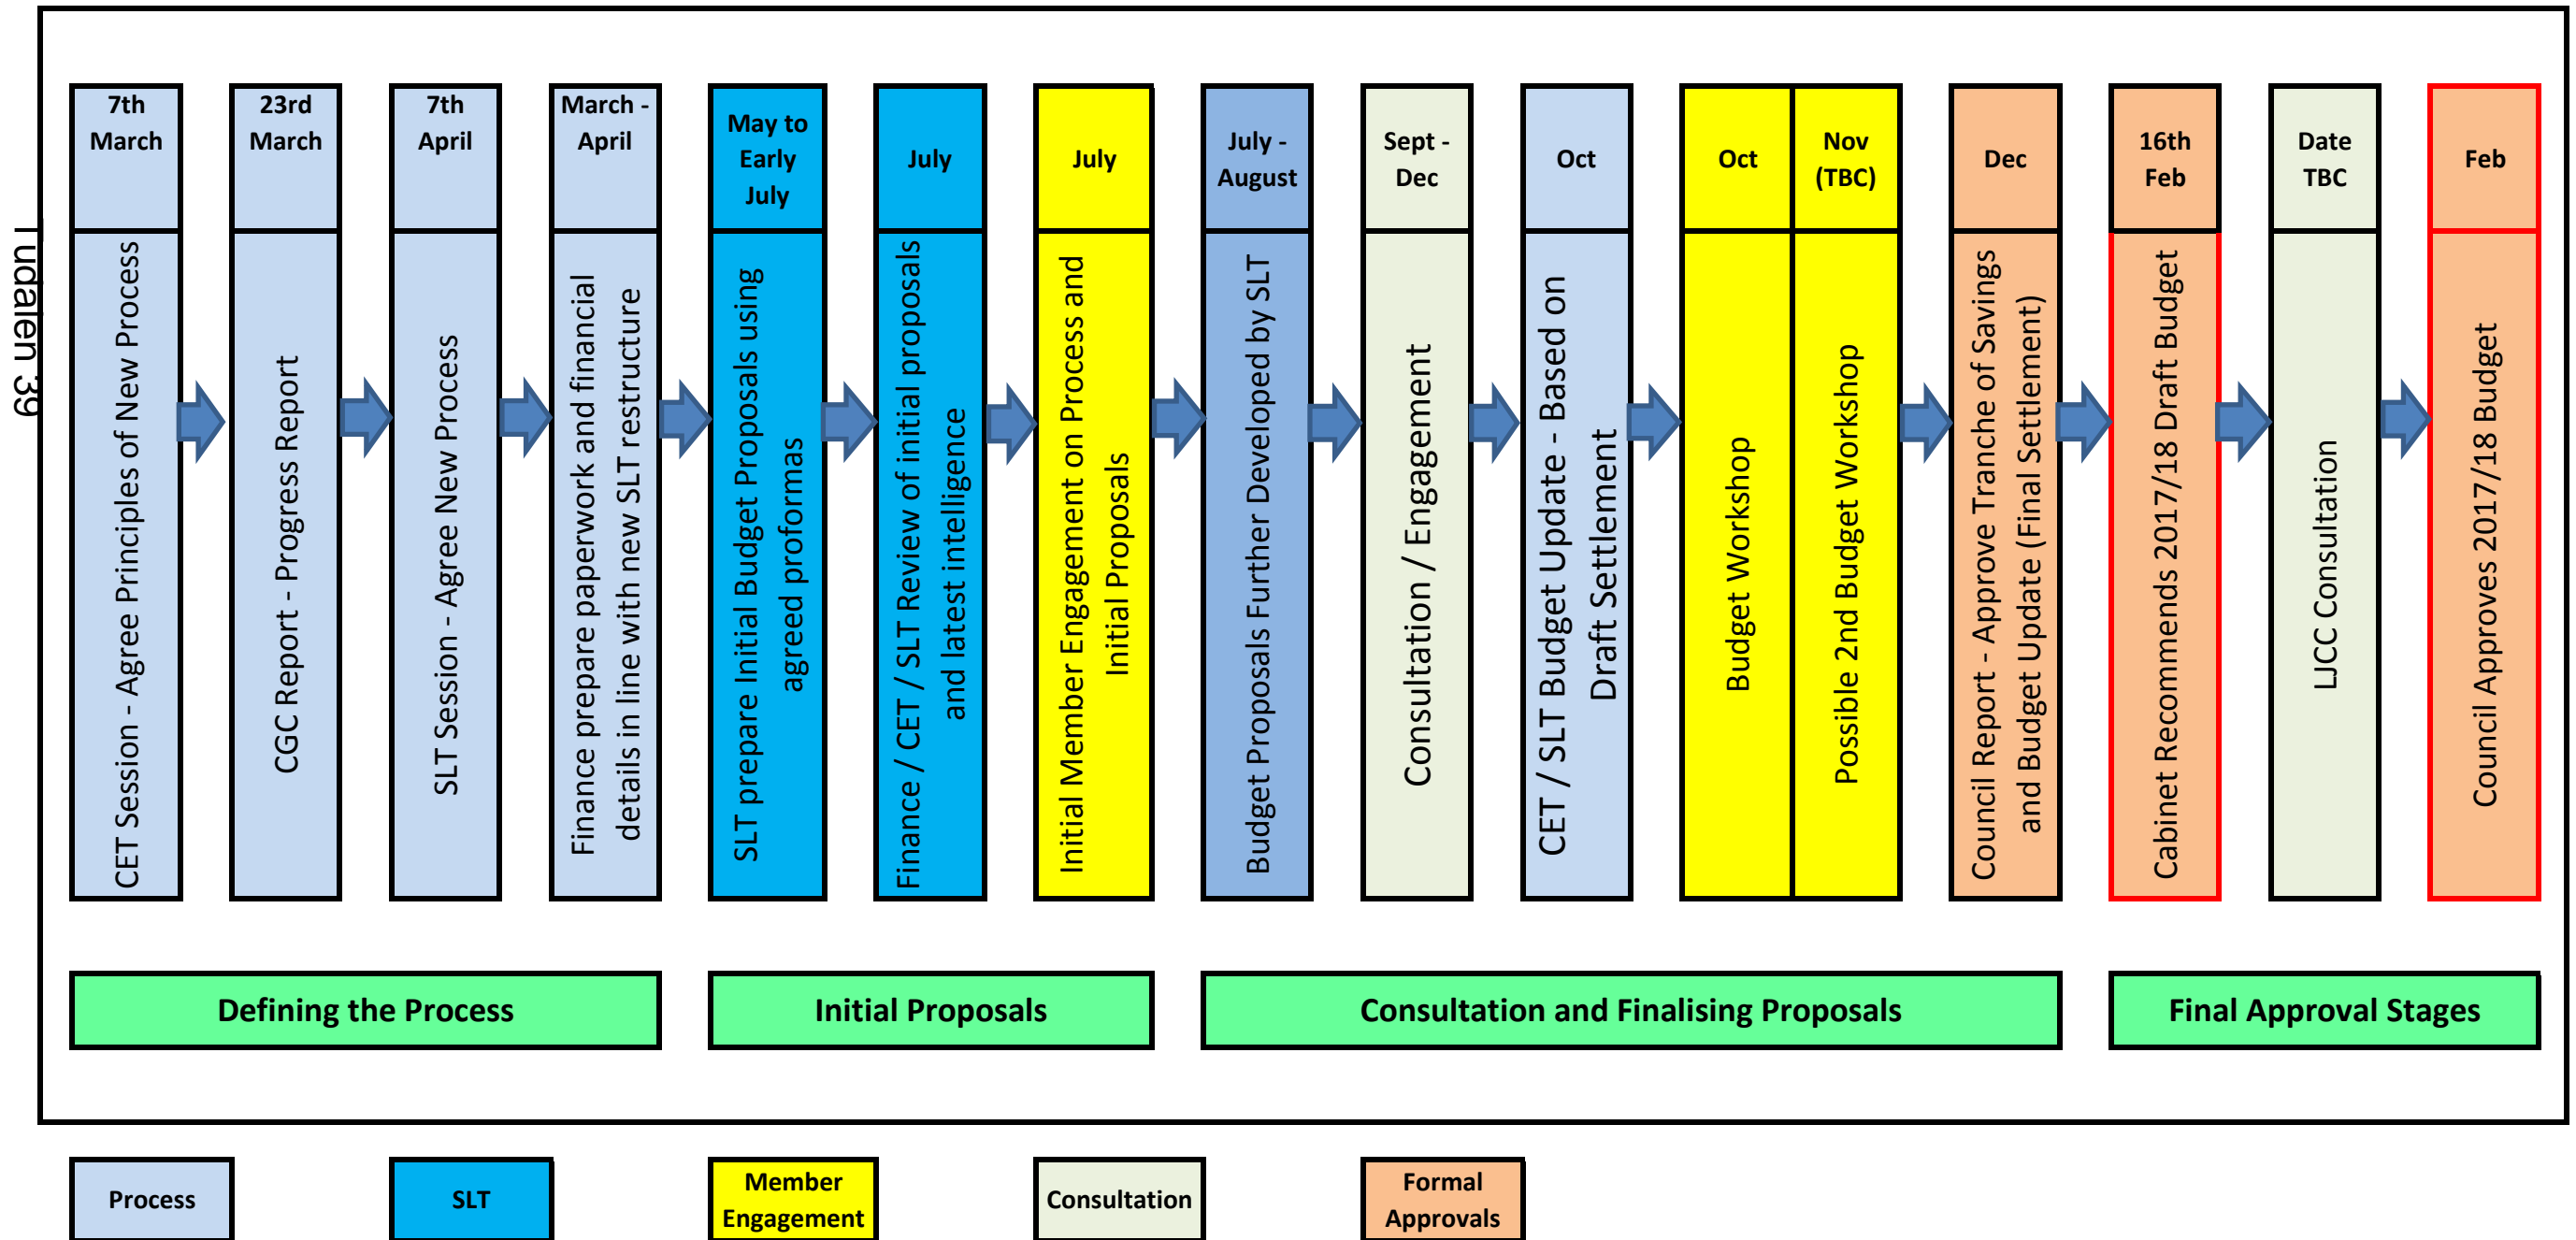 7th
March
CET Session - Agree Principles of New Process
23rd
March
CGC Report - Progress Report
7th
April
SLT Session - Agree New Process
March -
April
Finance prepare paperwork and financial
details in line with new SLT restructure
May to
Early
July
SLT prepare Initial Budget Proposals using
agreed proformas
July
Finance / CET / SLT Review of initial proposals
and latest intelligence
July
Initial Member Engagement on Process and
Initial Proposals
July -
August
Budget Proposals Further Developed by SLT
Sept -
Dec
Consultation / Engagement
Oct
CET / SLT Budget Update - Based on
Draft Settlement
Oct
Budget Workshop
Nov
(TBC)
Possible 2nd Budget Workshop
Dec
Council Report - Approve Tranche of Savings
and Budget Update (Final Settlement)
16th
Feb
Cabinet Recommends 2017/18 Draft Budget
Date
TBC
LJCC Consultation
Feb
Council Approves 2017/18 Budget
Defining the Process
Initial Proposals
Consultation and Finalising Proposals
Final Approval Stages
Process
SLT
Member
Engagement
Consultation
Formal
Approvals
Tudalen 39